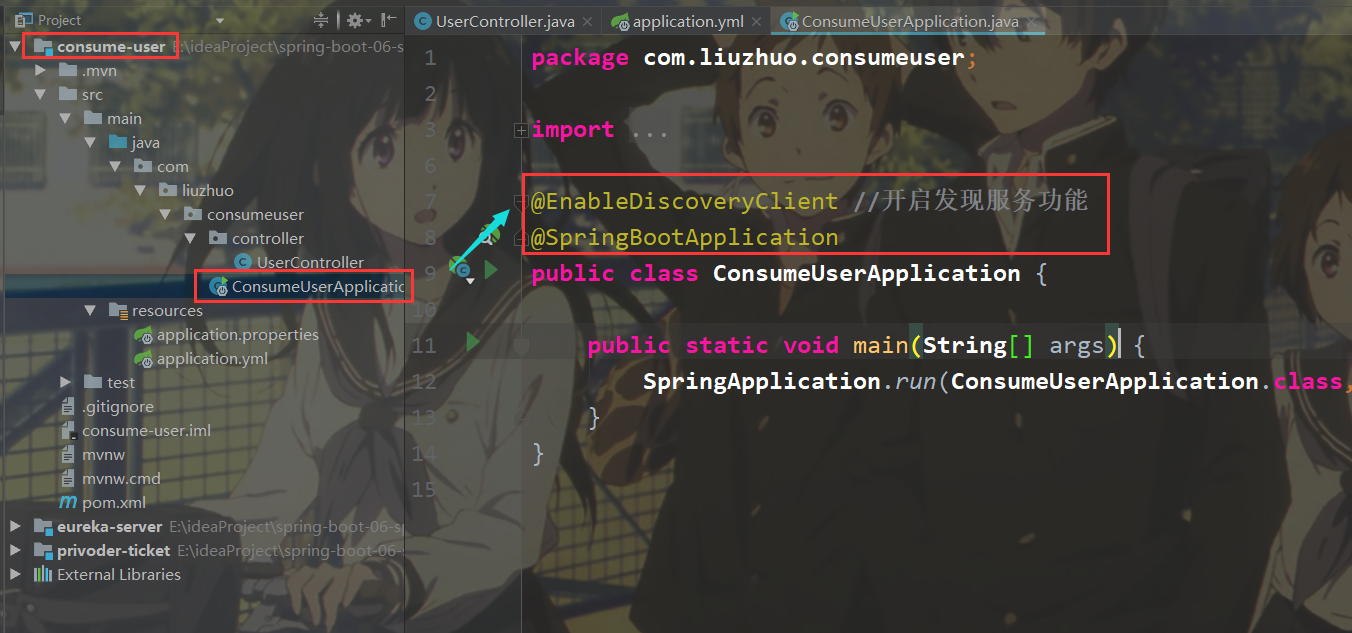 Project
consume-user E:\ideaProject\spring-boot-06-s
.mvn
src
main
java
com
liuzhuo
consumeuser
controller
UserController
ConsumeUserApplicatio
resources
application.properties
application.yml
test
.gitignore
consume-user.iml
mvnw
mvnw.cmd
pom.xml
eureka-server E:\ideaProject\spring-boot-06-sp
privoder-ticket E:\ideaProject\spring-boot-06-
External Libraries
UserController.java × application.yml × ConsumeUserApplication.java ×
1 package com.liuzhuo.consumeuser;
2
3 import ...
6
7 @EnableDiscoveryClient //开启发现服务功能
8 @SpringBootApplication
9 public class ConsumeUserApplication {
10
11 public static void main(String[] args) {
12 SpringApplication.run(ConsumeUserApplication.class,
13 }
14 }
15